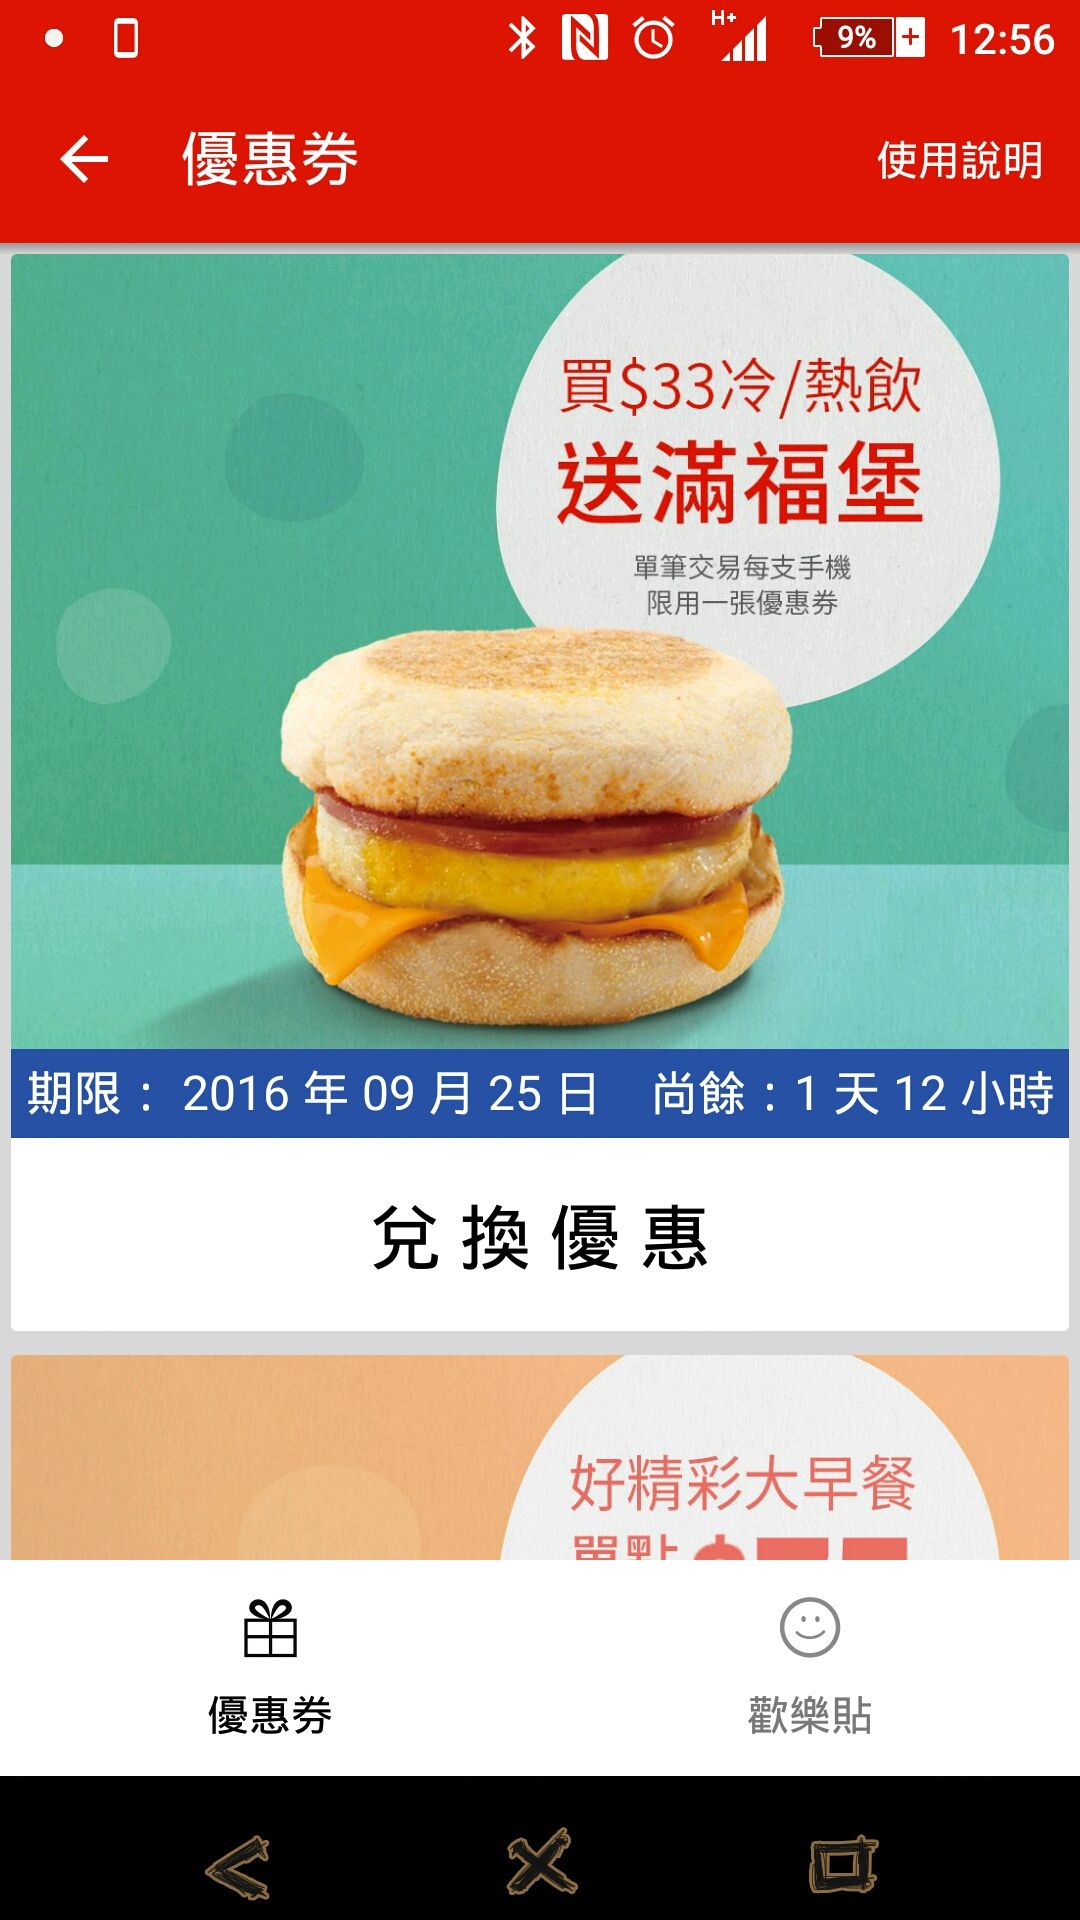 H+
9%
12:56
優惠券
使用說明
買$33冷/熱飲
送滿福堡
單筆交易每支手機
限用一張優惠券
期限： 2016 年 09 月 25 日 尚餘：1 天 12 小時
兌換優惠
好精彩大早餐
單點
優惠券
歡樂貼